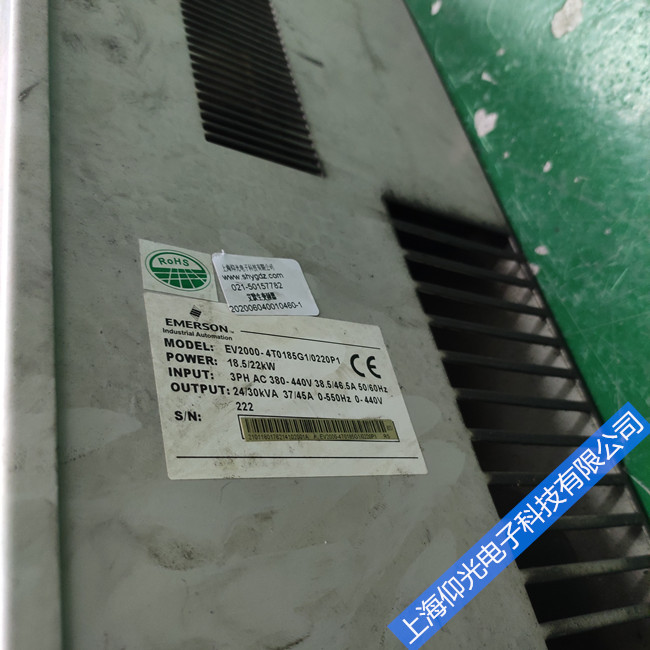 RoHS
上海仰光电子科技有限公司
www.shygdz.com
021-50157782
202006040010460-1
EMERSON™
Industrial Automation
MODEL: EV2000-4T0185G1/0220P1
POWER: 18.5/22kW
INPUT: 3PH AC 380-440V 38.5/46.5A 50/60Hz
OUTPUT: 24/30kVA 37/45A 0-550Hz 0-440V
S/N: 222
CE
上海仰光电子科技有限公司